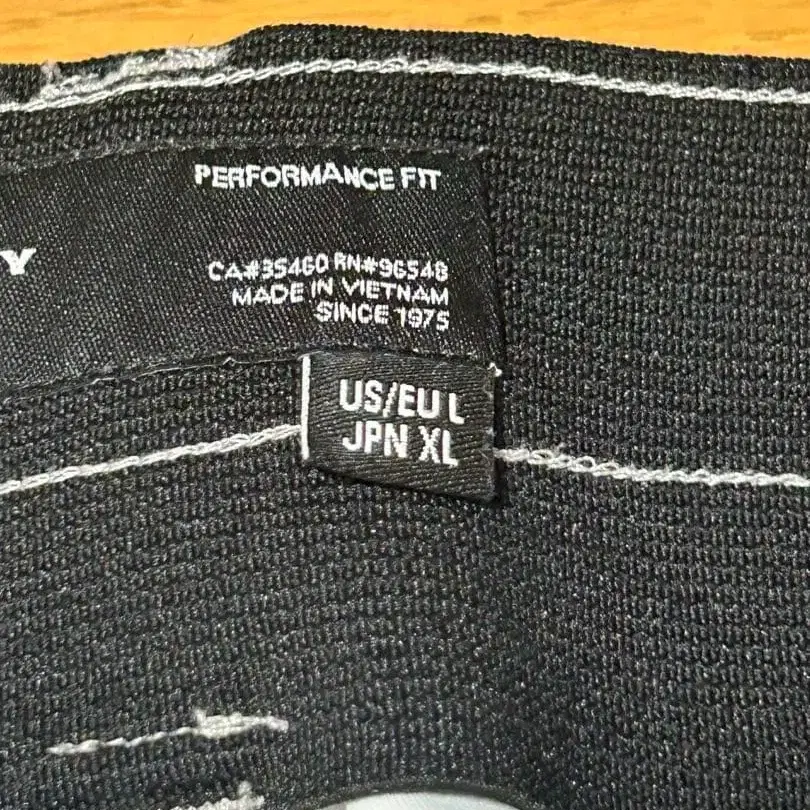 PERFORMANCE FIT
Y
CA#35460 RN#96548
MADE IN VIETNAM
SINCE 1975
US/EU L
JPN XL